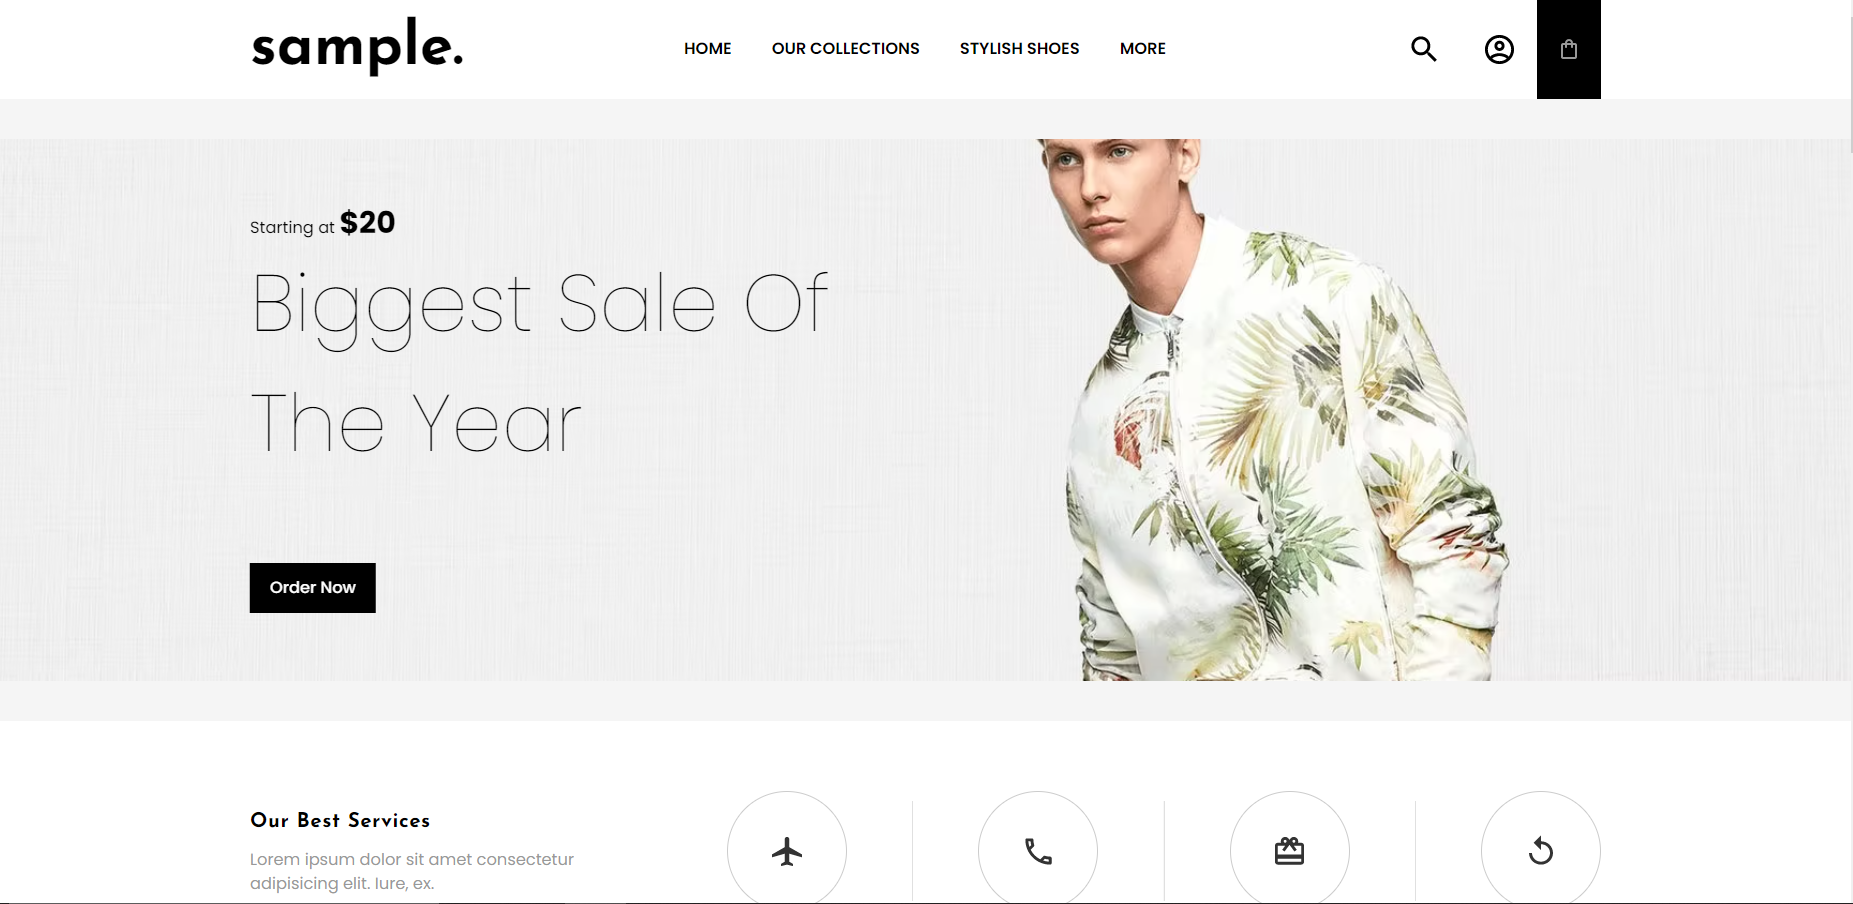 sample.
HOME OUR COLLECTIONS STYLISH SHOES MORE
Starting at $20
Biggest Sale Of
The Year
Order Now
Our Best Services
Lorem ipsum dolor sit amet consectetur
adipisicing elit. Iure, ex.